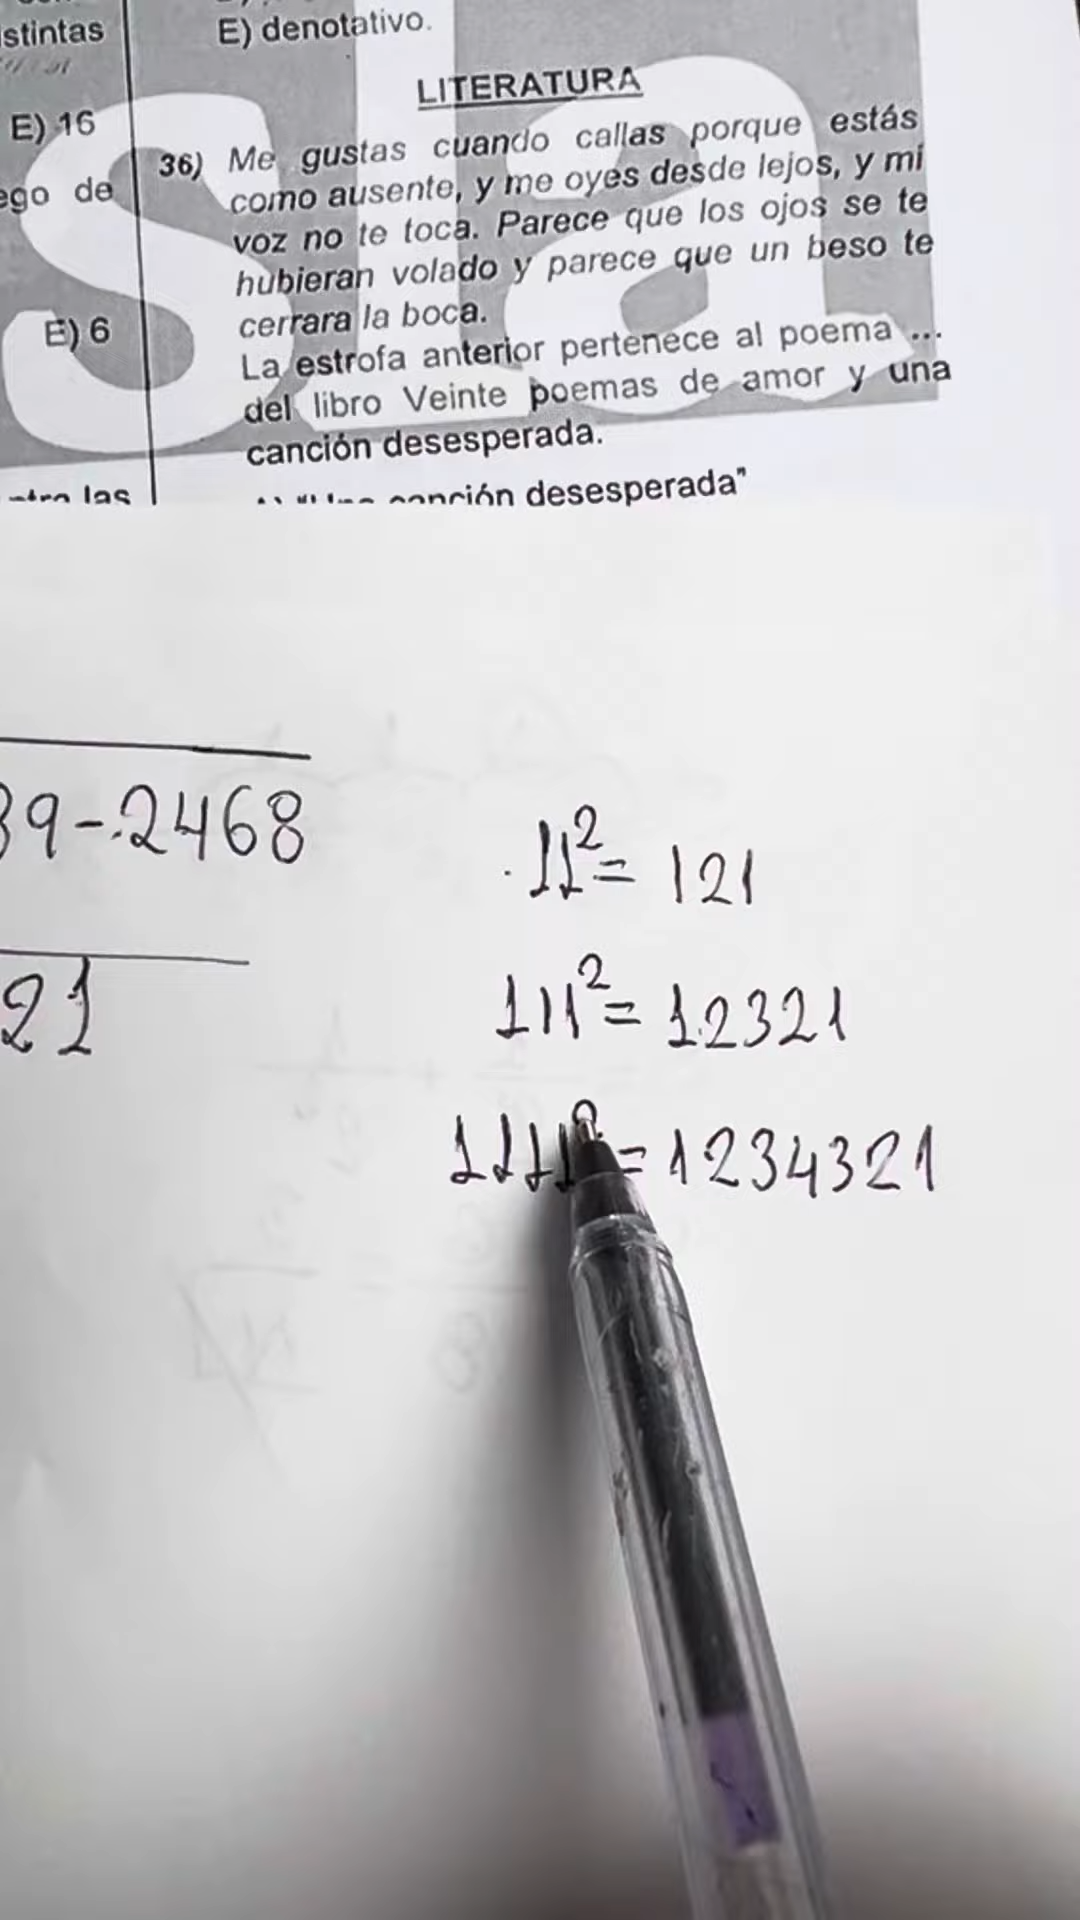 stintas
E) 16
ego de
E) 6
las
E) denotativo.
LITERATURA
36) Me gustas cuando callas porque estás
como ausente, y me oyes desde lejos, y mi
voz no te toca. Parece que los ojos se te
hubieran volado y parece que un beso te
cerrara la boca.
La estrofa anterior pertenece al poema ...
del libro Veinte poemas de amor y una
canción desesperada.
canción desesperada"
39-2468
21
11²= 121
111²= 12321
1111²=1234321